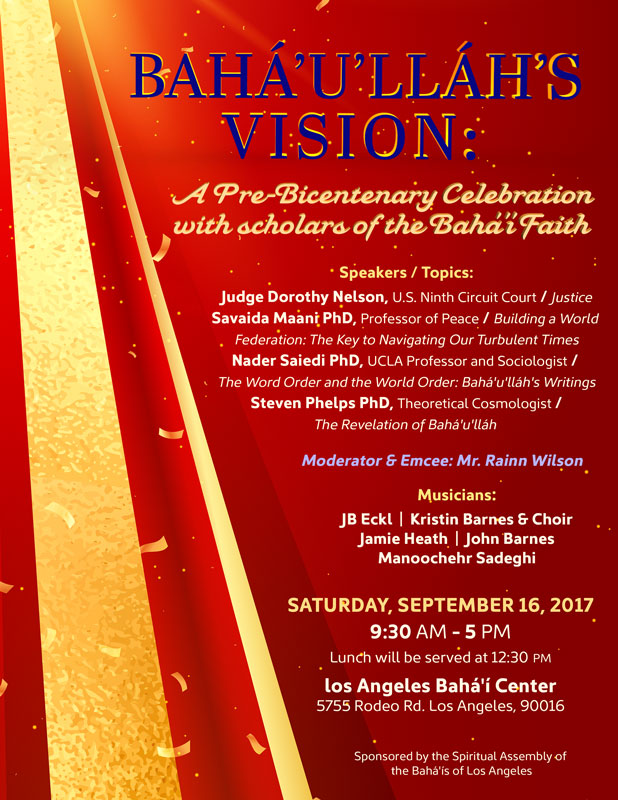 BAHÁ'U'LLÁH'S
VISION:
A Pre-Bicentenary Celebration
with scholars of the Bahá'í Faith
Speakers / Topics:
Judge Dorothy Nelson, U.S. Ninth Circuit Court / Justice
Savaida Maani PhD, Professor of Peace / Building a World
Federation: The Key to Navigating Our Turbulent Times
Nader Saiedi PhD, UCLA Professor and Sociologist /
The Word Order and the World Order: Bahá'u'lláh's Writings
Steven Phelps PhD, Theoretical Cosmologist /
The Revelation of Bahá'u'lláh
Moderator & Emcee: Mr. Rainn Wilson
Musicians:
JB Eckl | Kristin Barnes & Choir
Jamie Heath | John Barnes
Manoochehr Sadeghi
SATURDAY, SEPTEMBER 16, 2017
9:30 AM - 5 PM
Lunch will be served at 12:30 PM
los Angeles Bahá'í Center
5755 Rodeo Rd. Los Angeles, 90016
Sponsored by the Spiritual Assembly of
the Bahá'ís of Los Angeles